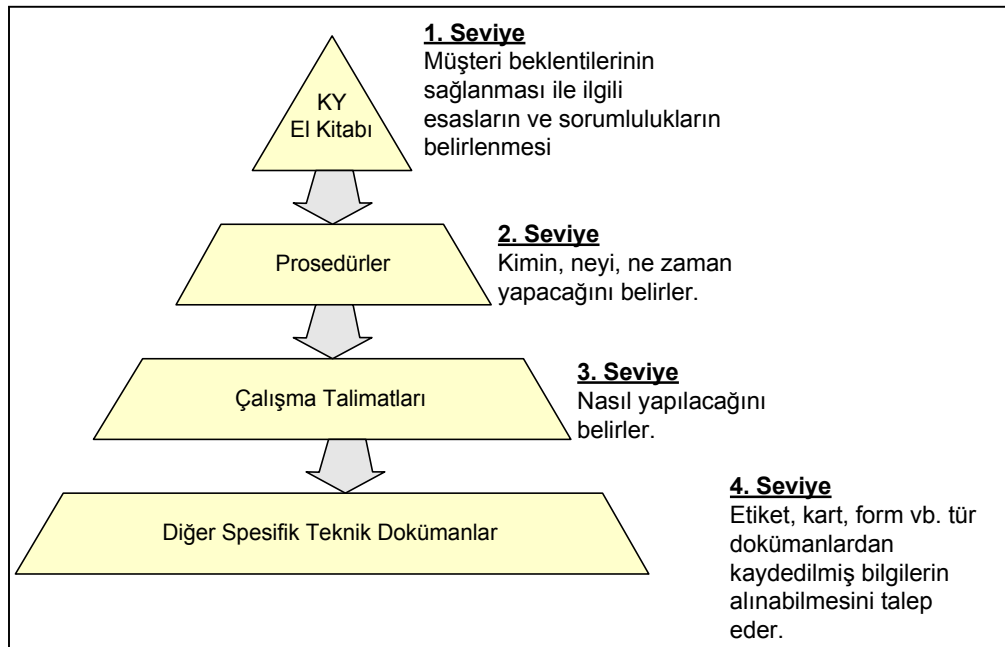 KY
El Kitabı
1. Seviye
Müşteri beklentilerinin
sağlanması ile ilgili
esasların ve sorumlulukların
belirlenmesi
Prosedürler
2. Seviye
Kimin, neyi, ne zaman
yapacağını belirler.
Çalışma Talimatları
3. Seviye
Nasıl yapılacağını
belirler.
Diğer Spesifik Teknik Dokümanlar
4. Seviye
Etiket, kart, form vb. tür
dokümanlardan
kaydedilmiş bilgilerin
alınabilmesini talep
eder.